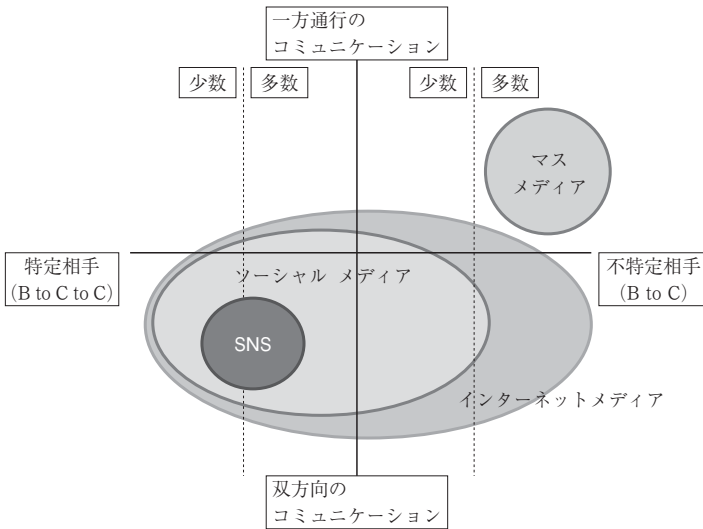 一方通行の
コミュニケーション
少数
多数
少数
多数
マス
メディア
特定相手
(B to C to C)
ソーシャル メディア
不特定相手
(B to C)
SNS
インターネットメディア
双方向の
コミュニケーション